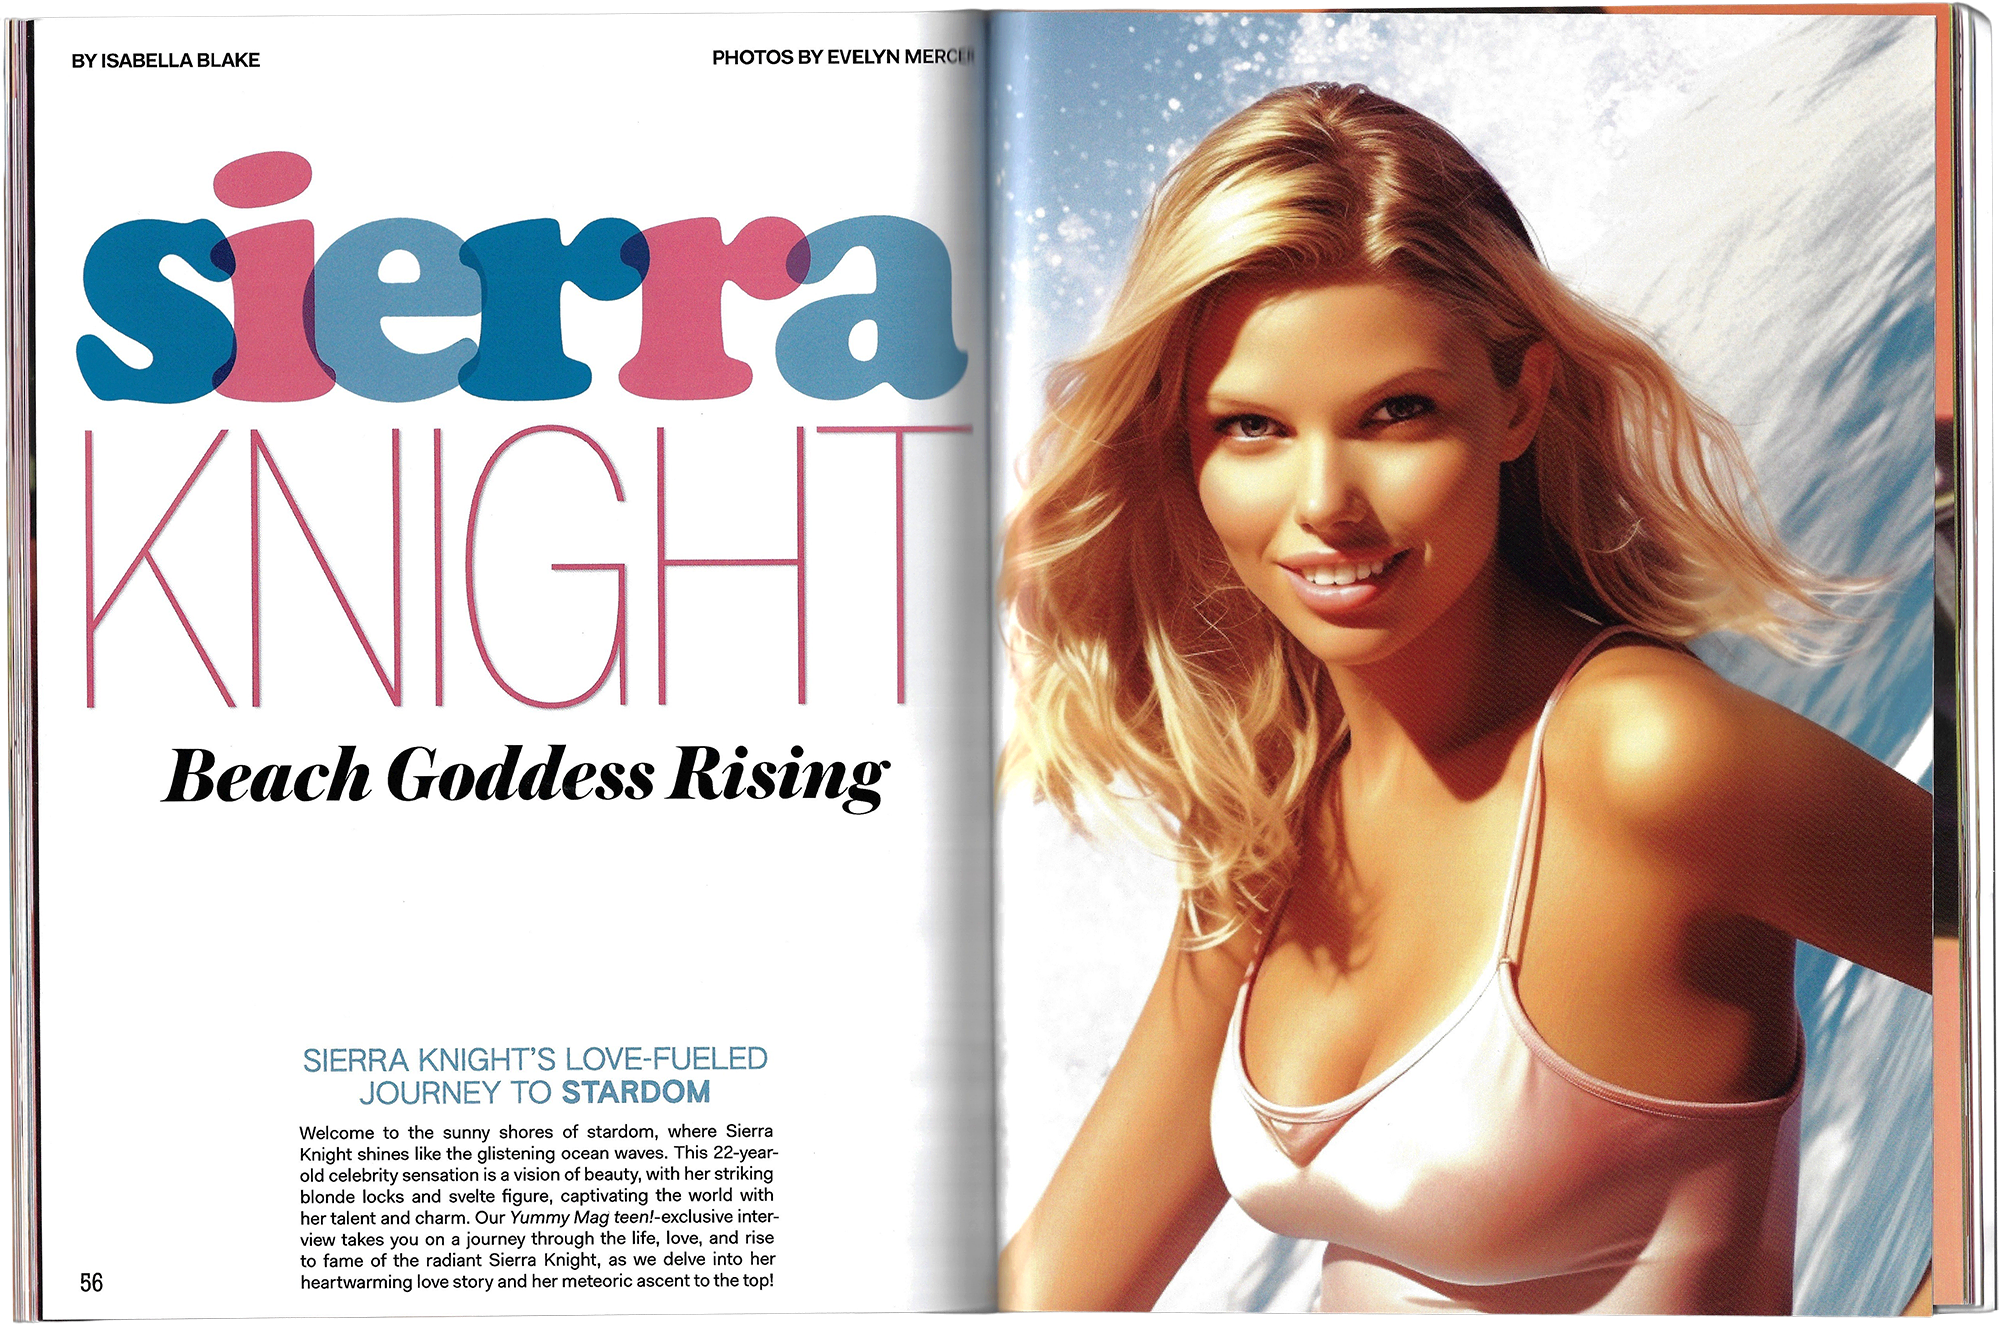 BY ISABELLA BLAKE
PHOTOS BY EVELYN
sierra
KNIGHT
Beach Goddess Rising
SIERRA KNIGHT'S LOVE-FUELED
JOURNEY TO STARDOM
Welcome to the sunny shores of stardom, where Sierra
Knight shines like the glistening ocean waves. This 22-year-
old celebrity sensation is a vision of beauty, with her striking
blonde locks and svelte figure, captivating the world with
her talent and charm. Our Yummy Mag teen!-exclusive inter-
view takes you on a journey through the life, love, and rise
to fame of the radiant Sierra Knight, as we delve into her
heartwarming love story and her meteoric ascent to the top!
56